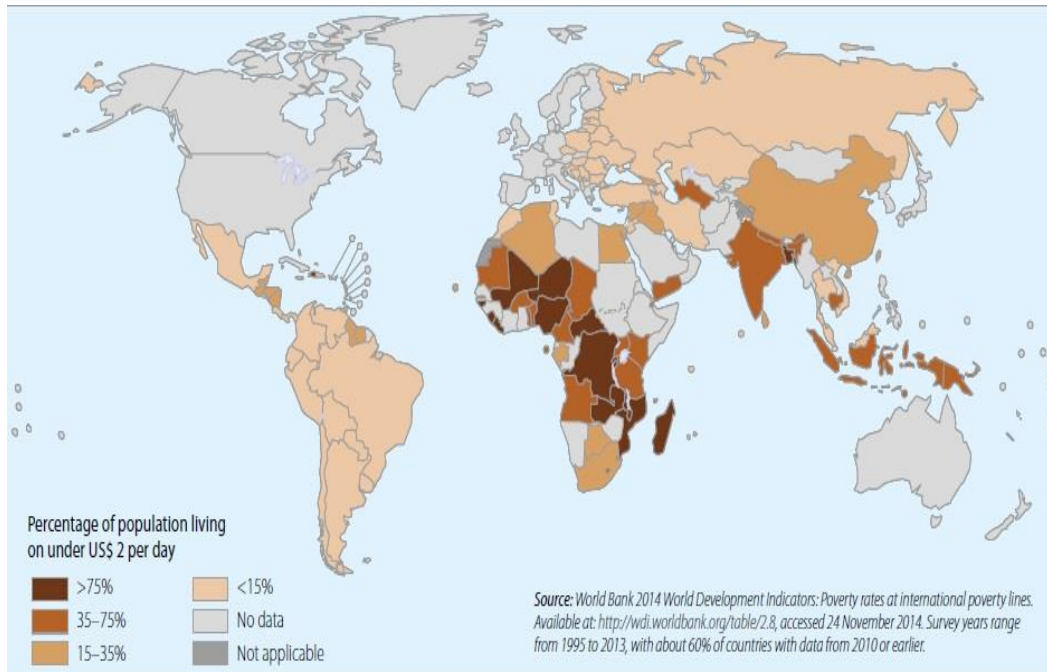 Percentage of population living
on under US$ 2 per day
>75%
35–75%
15–35%
<15%
No data
Not applicable
Source: World Bank 2014 World Development Indicators: Poverty rates at international poverty lines.
Available at: http://wdi.worldbank.org/table/2.8, accessed 24 November 2014. Survey years range
from 1995 to 2013, with about 60% of countries with data from 2010 or earlier.